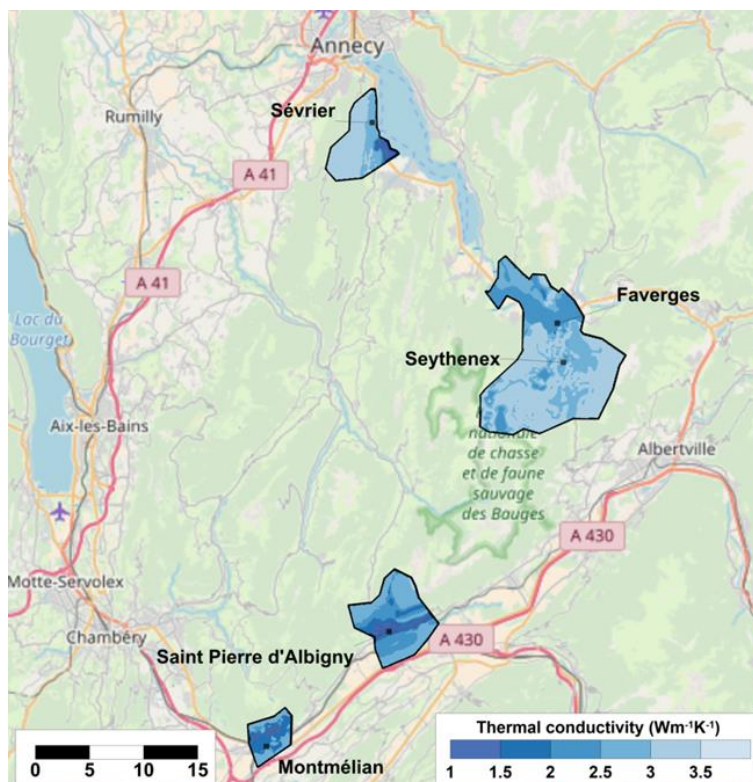 Annecy
Rumilly
Sévrier
A 41
A 41
Faverges
Lac du
Bourget
Seythenex
Aix-les-Bains
nationale
de chasse
et de faune
sauvage
des Bauges
Albertville
A 430
Motte-Servolex
Chambéry
A 430
Saint Pierre d'Albigny
Montmélian
0 5 10 15
Thermal conductivity (Wm⁻¹K⁻¹)
1 1.5 2 2.5 3 3.5